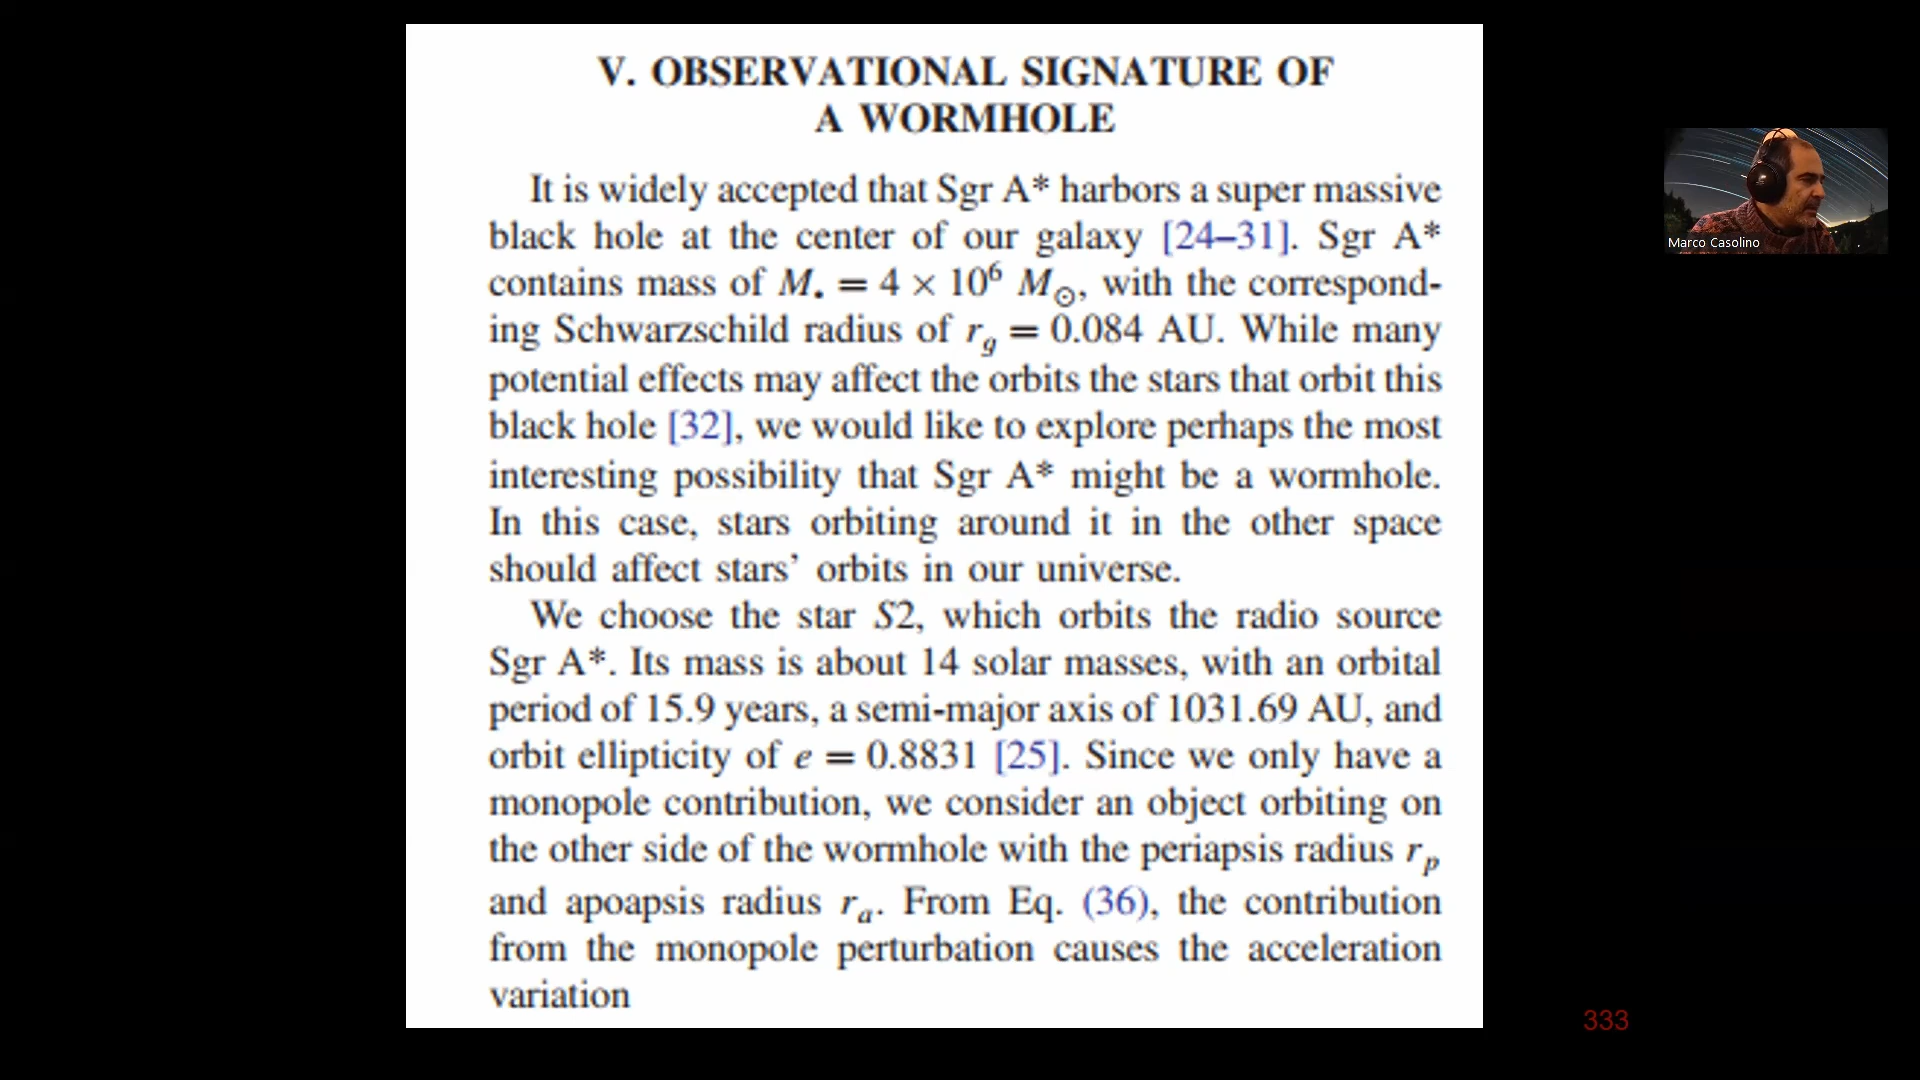 V. OBSERVATIONAL SIGNATURE OF
A WORMHOLE
It is widely accepted that Sgr A* harbors a super massive
black hole at the center of our galaxy [24–31]. Sgr A*
contains mass of M• = 4 × 10⁶ M⊙, with the correspond-
ing Schwarzschild radius of r_g = 0.084 AU. While many
potential effects may affect the orbits the stars that orbit this
black hole [32], we would like to explore perhaps the most
interesting possibility that Sgr A* might be a wormhole.
In this case, stars orbiting around it in the other space
should affect stars’ orbits in our universe.
We choose the star S2, which orbits the radio source
Sgr A*. Its mass is about 14 solar masses, with an orbital
period of 15.9 years, a semi-major axis of 1031.69 AU, and
orbit ellipticity of e = 0.8831 [25]. Since we only have a
monopole contribution, we consider an object orbiting on
the other side of the wormhole with the periapsis radius r_p
and apoapsis radius r_a. From Eq. (36), the contribution
from the monopole perturbation causes the acceleration
variation
Marco Casolino
333